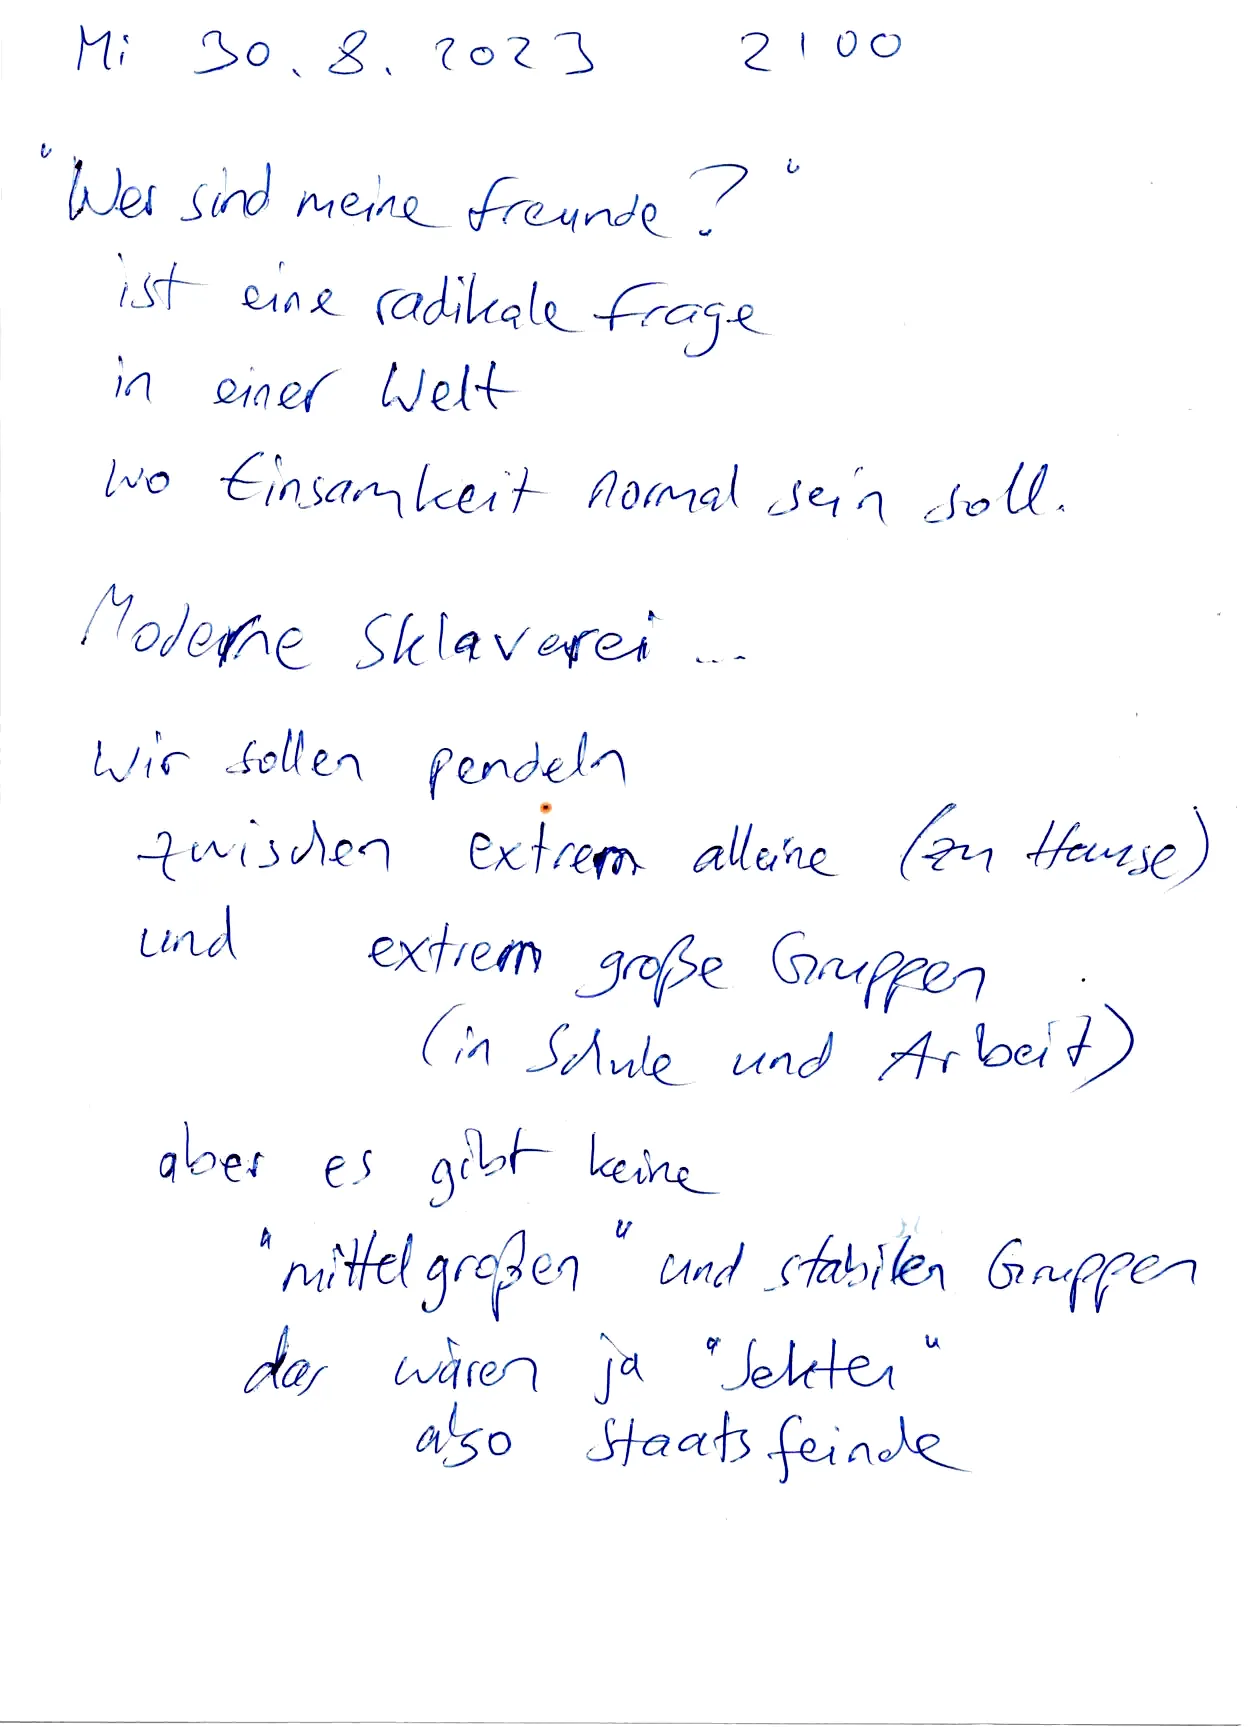 Mi 30.8.2023 2100
"Wer sind meine Freunde?"
ist eine radikale Frage
in einer Welt
wo Einsamkeit normal sein soll.
Moderne Sklaverei ...
wir sollen pendeln
zwischen extrem alleine (zu Hause)
und extrem große Gruppen
(in Schule und Arbeit)
aber es gibt keine
"mittelgroßen" und stabilen Gruppen
das wären ja "Sekten"
also Staatsfeinde